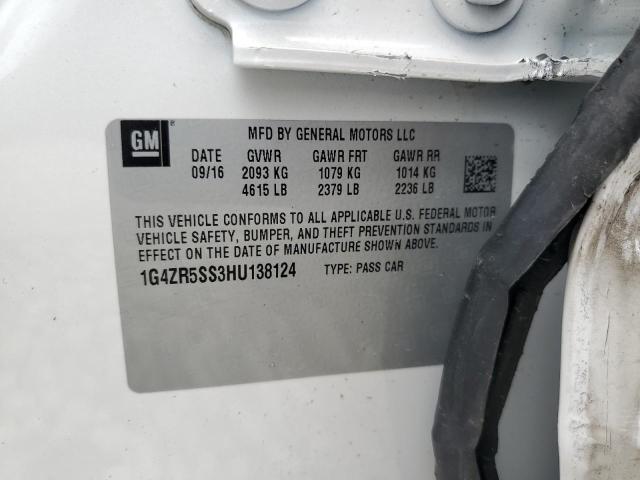 GM ®
MFD BY GENERAL MOTORS LLC
DATE GVWR GAWR FRT GAWR RR
09/16 2093 KG 1079 KG 1014 KG
4615 LB 2379 LB 2236 LB
THIS VEHICLE CONFORMS TO ALL APPLICABLE U.S. FEDERAL MOTOR
VEHICLE SAFETY, BUMPER, AND THEFT PREVENTION STANDARDS IN
EFFECT ON THE DATE OF MANUFACTURE SHOWN ABOVE.
1G4ZR5SS3HU138124 TYPE: PASS CAR